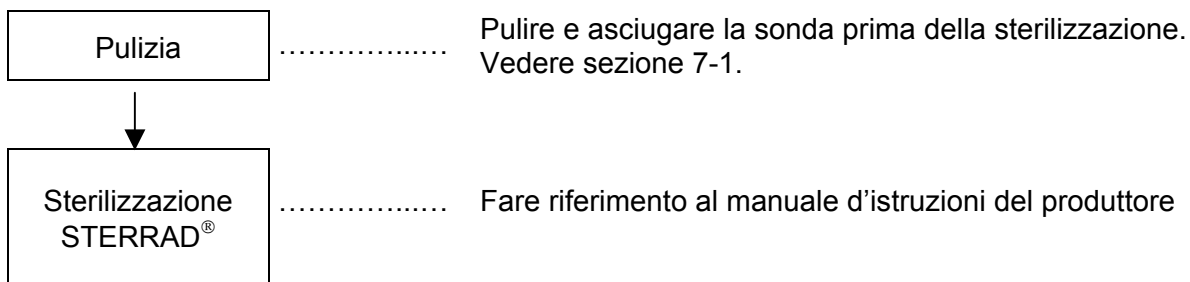 Pulizia …………...… Pulire e asciugare la sonda prima della sterilizzazione.
Vedere sezione 7-1.
Sterilizzazione
STERRAD® …………...… Fare riferimento al manuale d’istruzioni del produttore